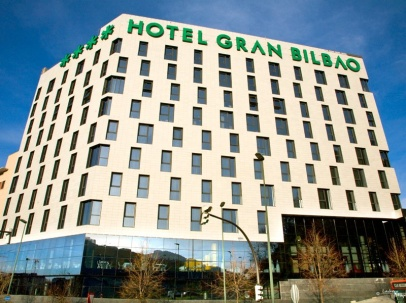 **** HOTEL GRAN BILBAO